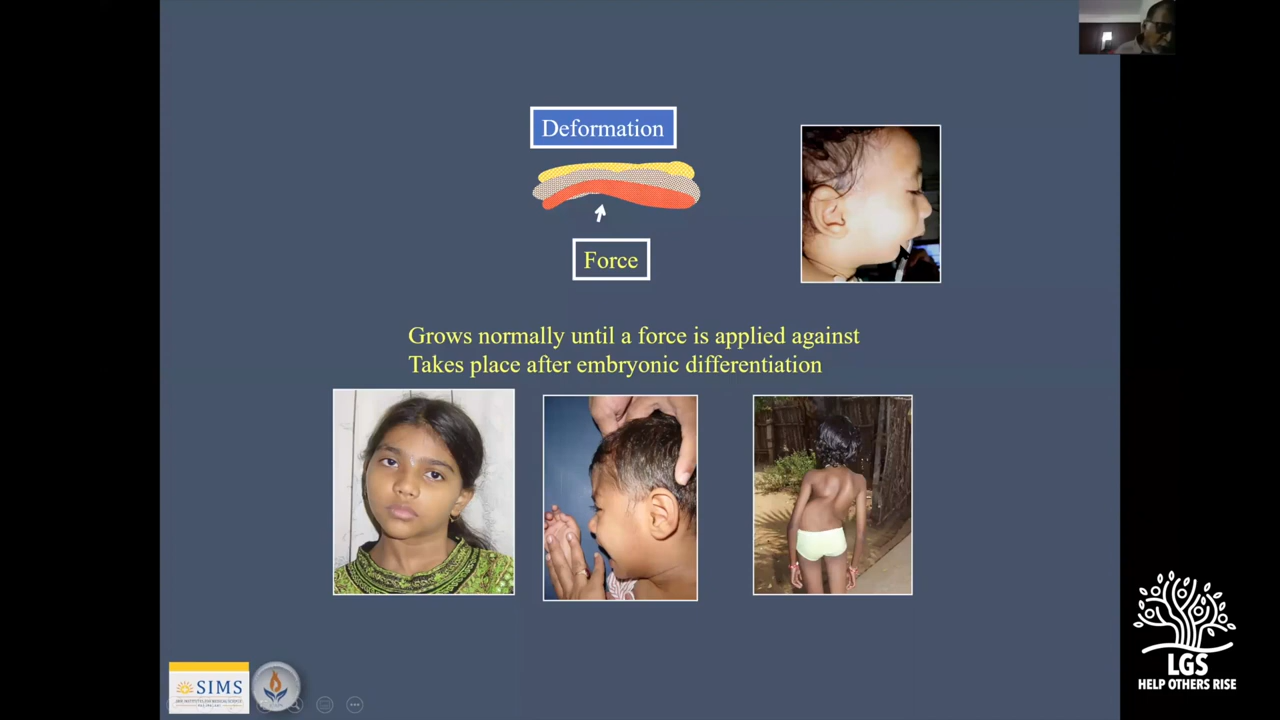 Deformation
Force
Grows normally until a force is applied against
Takes place after embryonic differentiation
SIMS
LGS
HELP OTHERS RISE